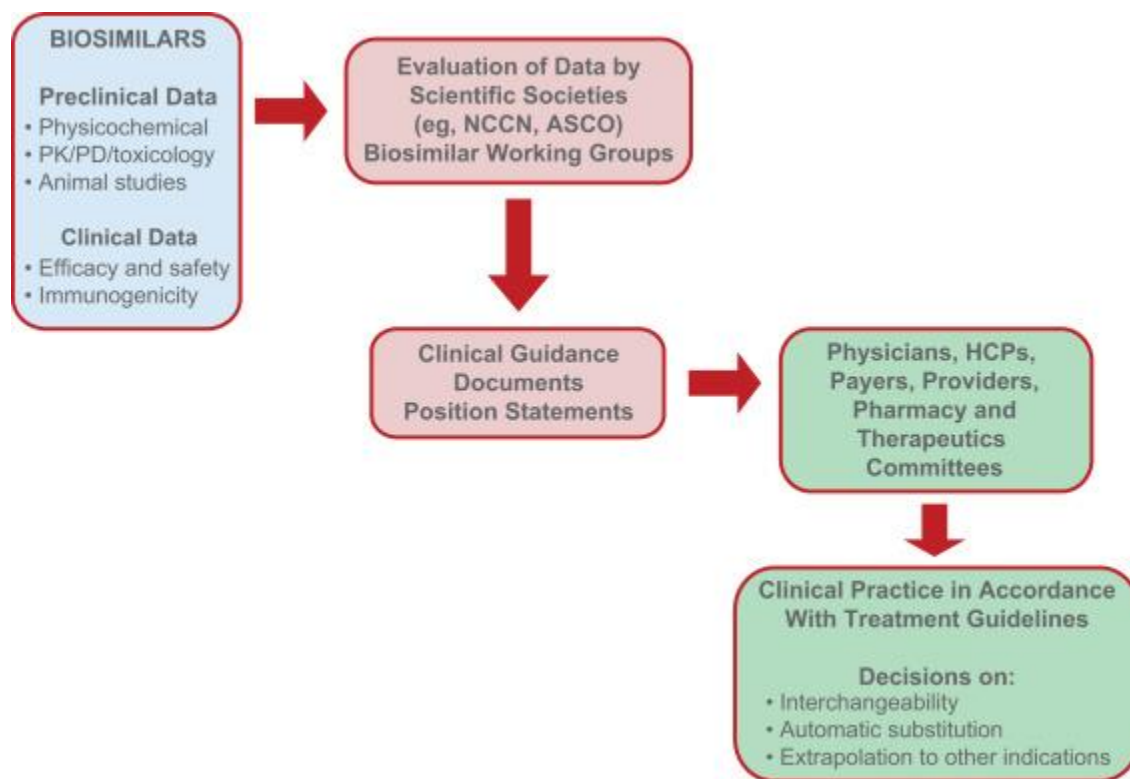 BIOSIMILARS
Preclinical Data
• Physicochemical
• PK/PD/toxicology
• Animal studies
Clinical Data
• Efficacy and safety
• Immunogenicity
Evaluation of Data by
Scientific Societies
(eg, NCCN, ASCO)
Biosimilar Working Groups
Clinical Guidance
Documents
Position Statements
Physicians, HCPs,
Payers, Providers,
Pharmacy and
Therapeutics
Committees
Clinical Practice in Accordance
With Treatment Guidelines
Decisions on:
• Interchangeability
• Automatic substitution
• Extrapolation to other indications